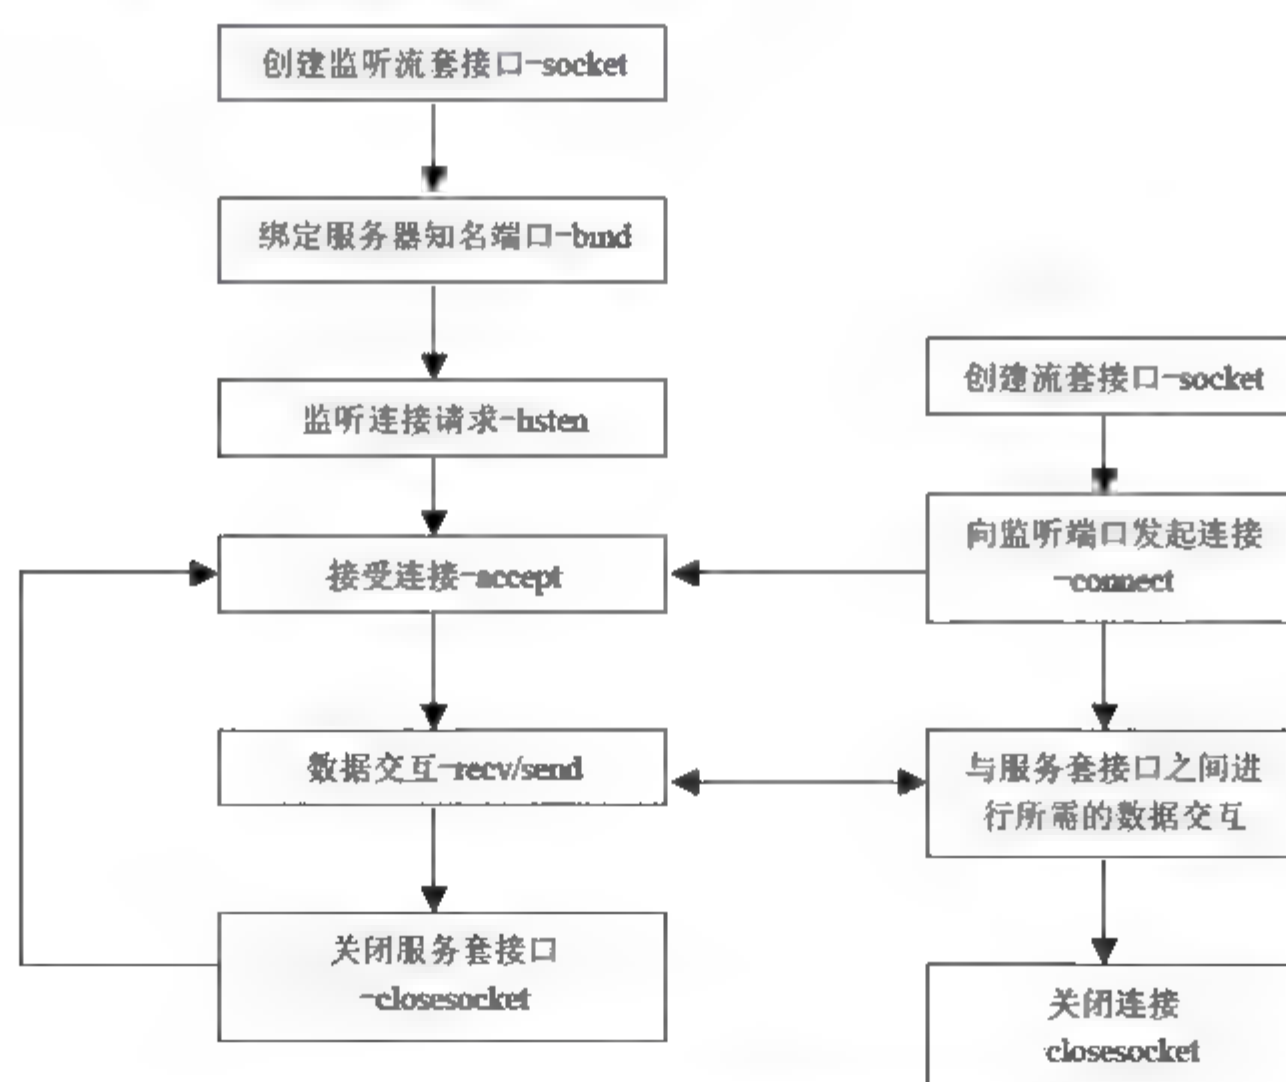 创建监听流套接口-socket
绑定服务器知名端口-bind
监听连接请求-listen
接受连接-accept
数据交互-recv/send
关闭服务套接口
-closesocket
创建流套接口-socket
向监听端口发起连接
-connect
与服务套接口之间进
行所需的数据交互
关闭连接
closesocket